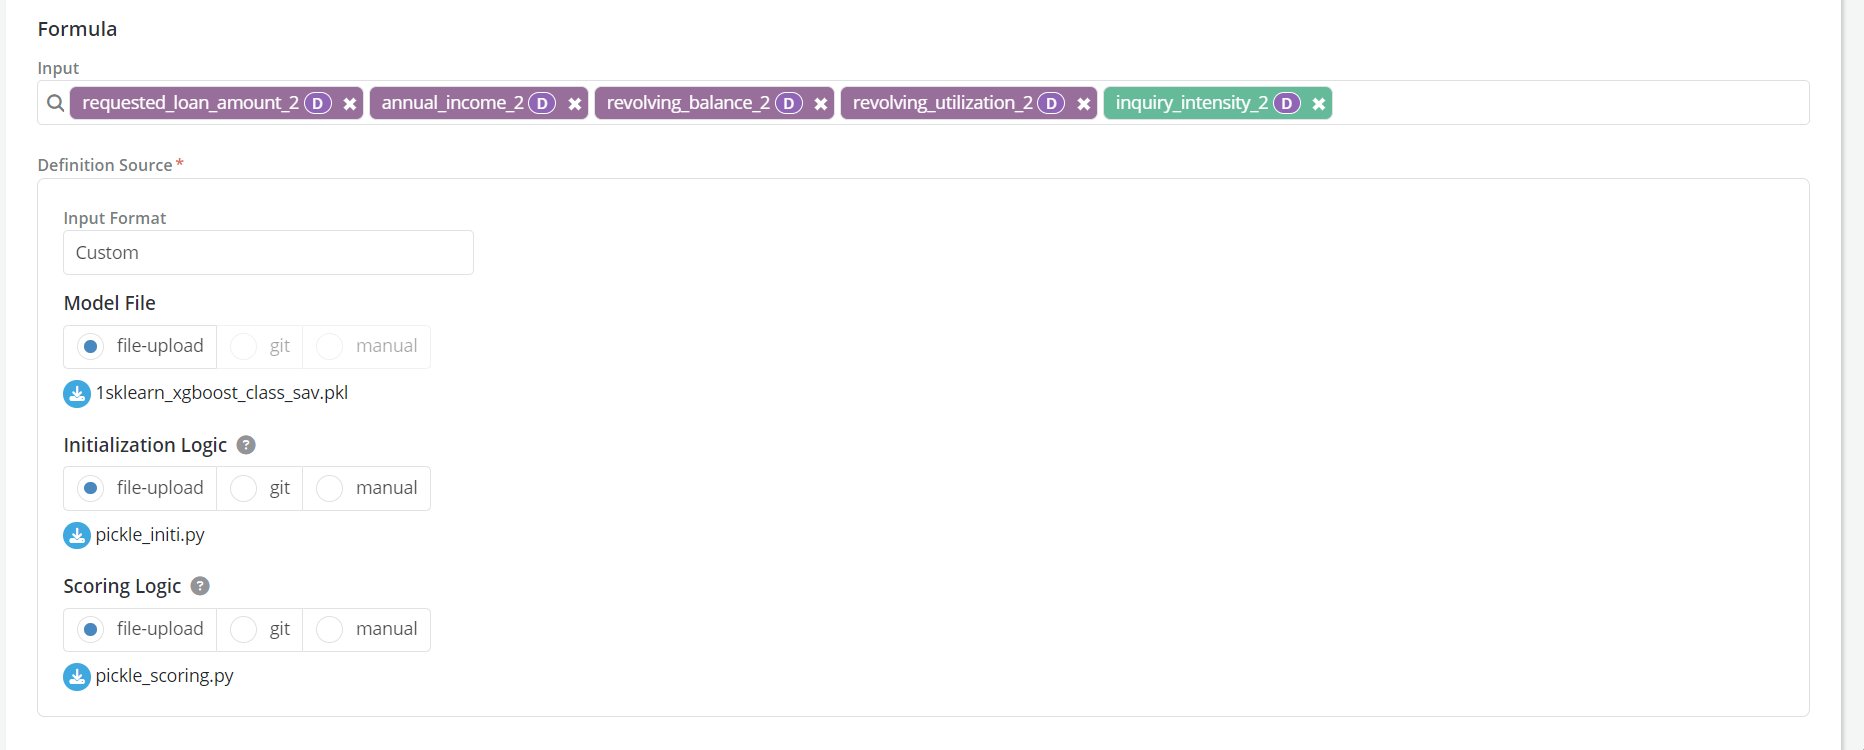 Formula
Input
requested_loan_amount_2 D annual_income_2 D revolving_balance_2 D revolving_utilization_2 D inquiry_intensity_2 D
Definition Source *
Input Format
Custom
Model File
file-upload git manual
1sklearn_xgboost_class_sav.pkl
Initialization Logic ?
file-upload git manual
pickle_initi.py
Scoring Logic ?
file-upload git manual
pickle_scoring.py